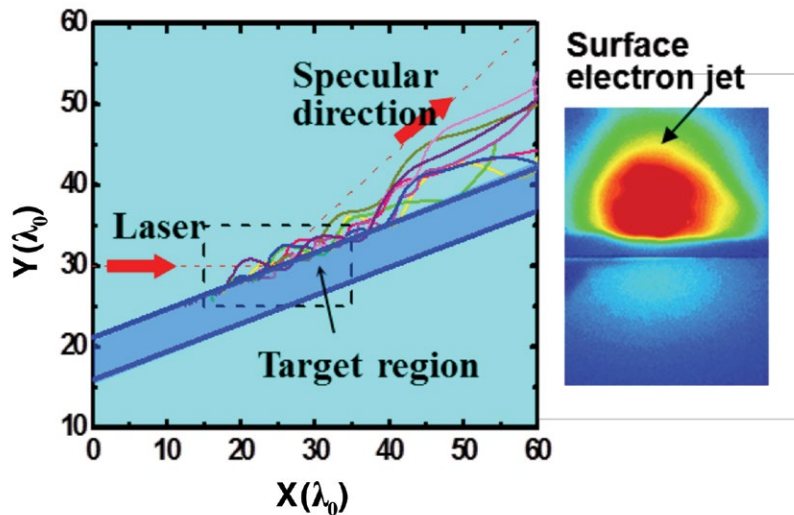 60
50
40
30
20
10
Y(λ₀)
Specular
direction
Laser
Target region
0 10 20 30 40 50 60
X(λ₀)
Surface
electron jet